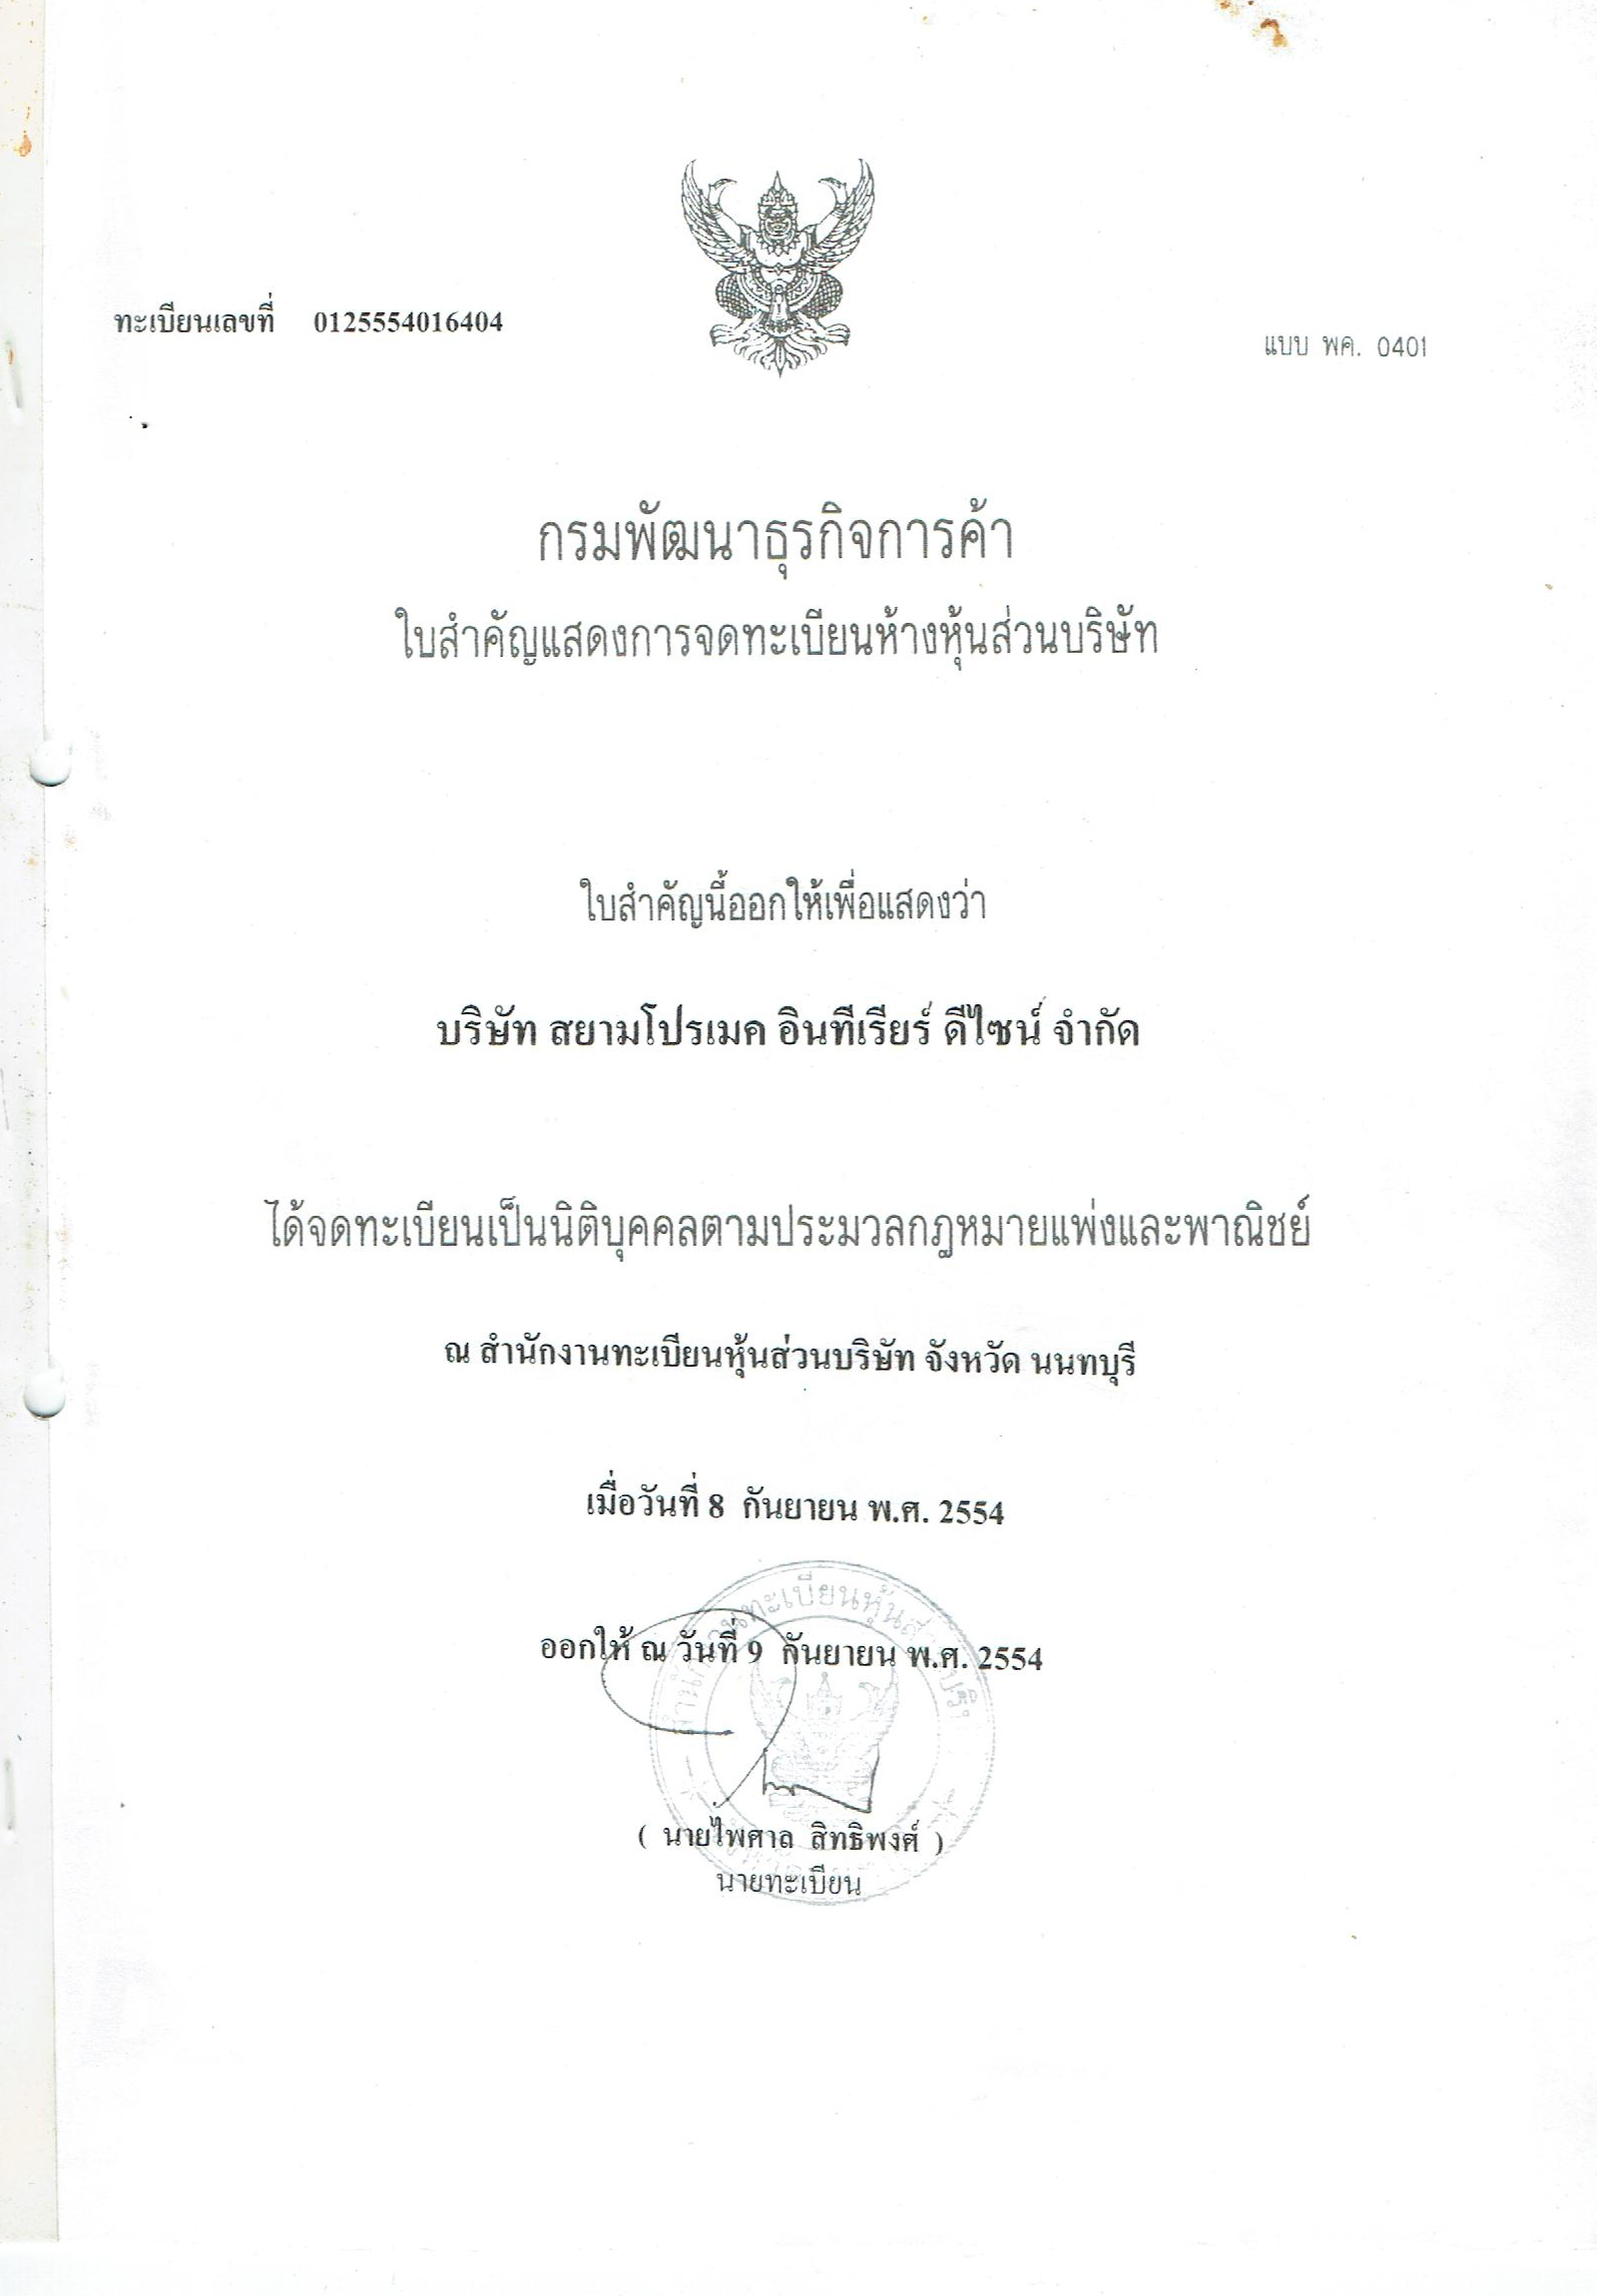 ทะเบียนเลขที่ 0125554016404
แบบ พค. 0401
กรมพัฒนาธุรกิจการค้า
ใบสำคัญแสดงการจดทะเบียนห้างหุ้นส่วนบริษัท
ใบสำคัญนี้ออกให้เพื่อแสดงว่า
บริษัท สยามโปรเมค อินทีเรียร์ ดีไซน์ จำกัด
ได้จดทะเบียนเป็นนิติบุคคลตามประมวลกฎหมายแพ่งและพาณิชย์
ณ สำนักงานทะเบียนหุ้นส่วนบริษัท จังหวัด นนทบุรี
เมื่อวันที่ 8 กันยายน พ.ศ. 2554
ออกให้ ณ วันที่ 9 กันยายน พ.ศ. 2554
( นายไพศาล สิทธิพงศ์ )
นายทะเบียน